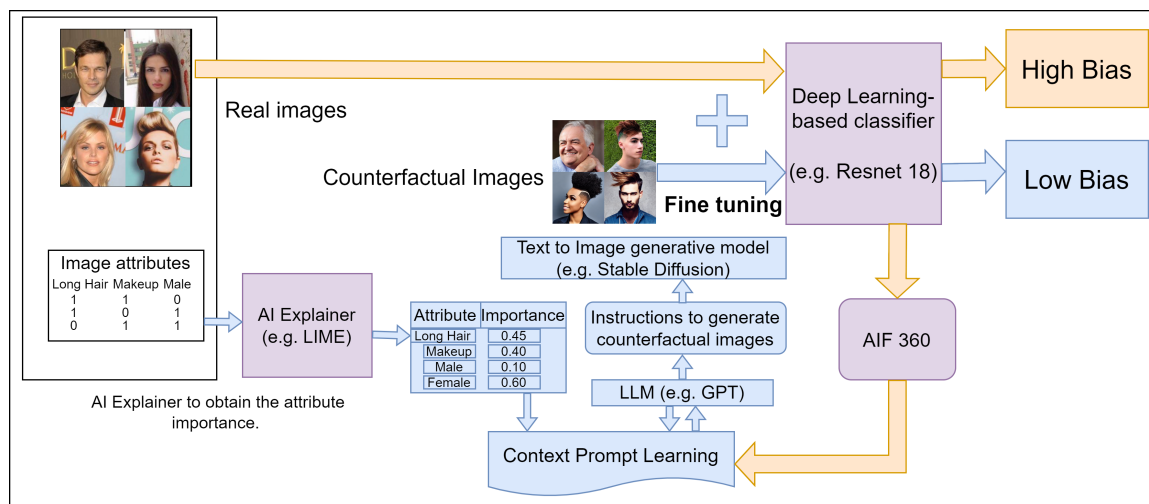 Real images
High Bias
Deep Learning-
based classifier
(e.g. Resnet 18)
Counterfactual Images
Fine tuning
Low Bias
Image attributes
Long Hair Makeup Male
1 1 0
1 0 1
0 1 1
Text to Image generative model
(e.g. Stable Diffusion)
AI Explainer
(e.g. LIME)
Attribute Importance
Long Hair 0.45
Makeup 0.40
Male 0.10
Female 0.60
Instructions to generate
counterfactual images
AIF 360
LLM (e.g. GPT)
AI Explainer to obtain the attribute
importance.
Context Prompt Learning